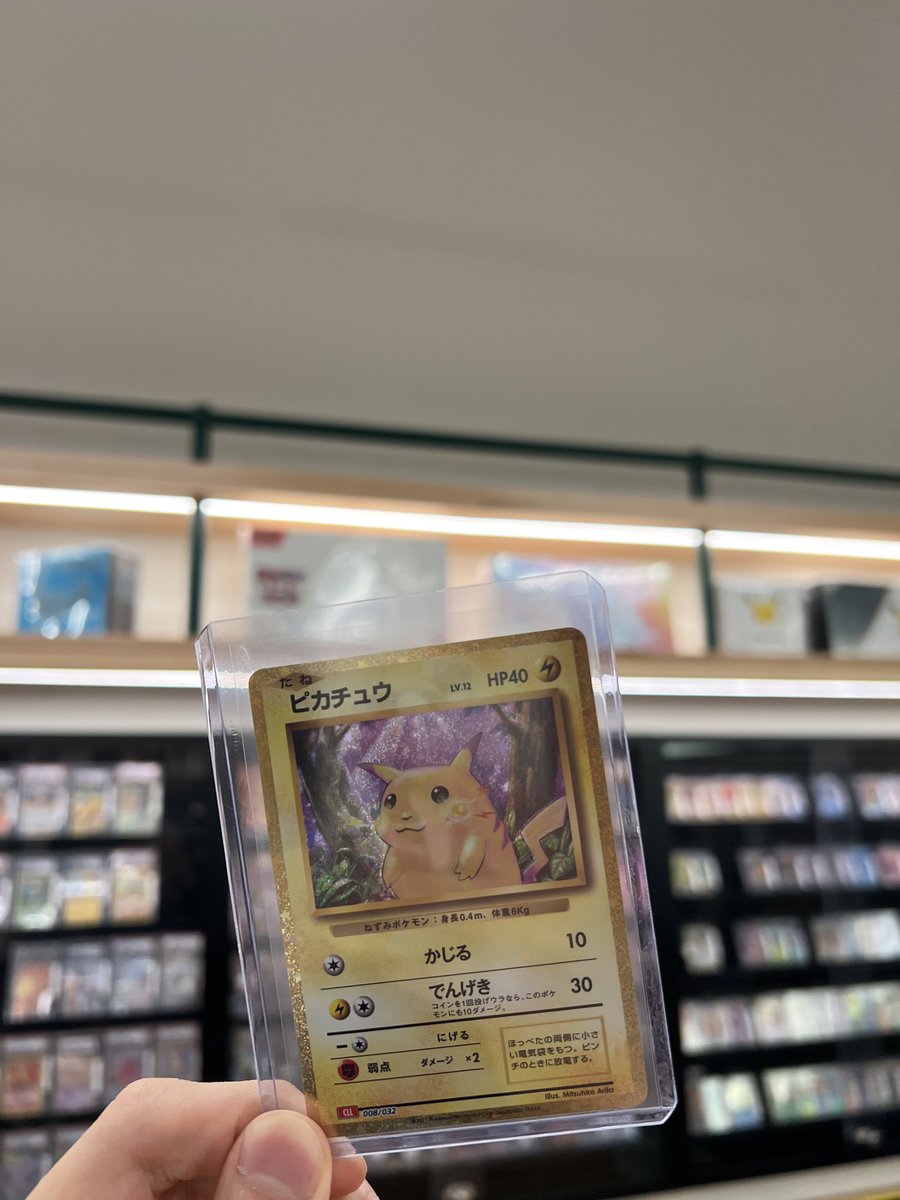 たね
ピカチュウ LV.12 HP40
ねずみポケモン：身長0.4m、体重6Kg
かじる 10
でんげき 30
コインを1回投げウラなら、このポケ
モンにも10ダメージ。
にげる
弱点 ダメージ ×2
ほっぺたの両側に小さ
い電気袋をもつ。ピン
チのときに放電する。
Illus. Mitsuhiro Arita
CLL 008/032